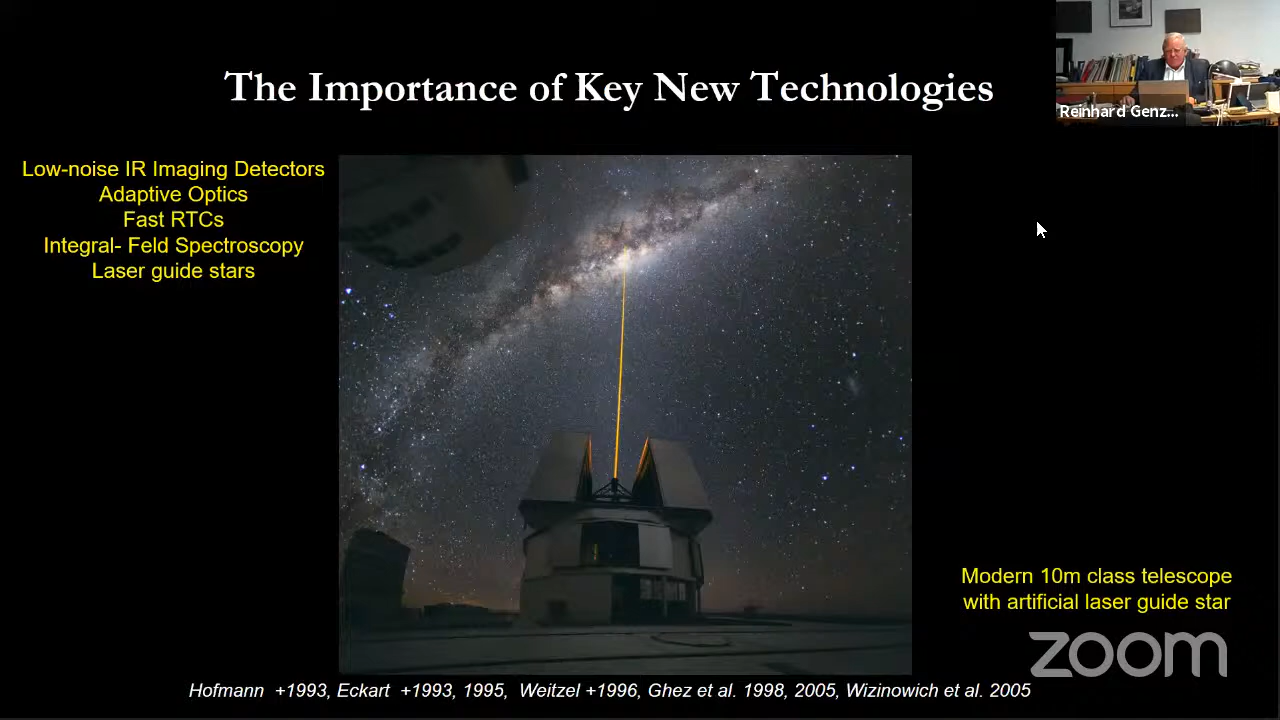 The Importance of Key New Technologies
Reinhard Genz...
Low-noise IR Imaging Detectors
Adaptive Optics
Fast RTCs
Integral- Feld Spectroscopy
Laser guide stars
Modern 10m class telescope
with artificial laser guide star
zoom
Hofmann +1993, Eckart +1993, 1995, Weitzel +1996, Ghez et al. 1998, 2005, Wizinowich et al. 2005